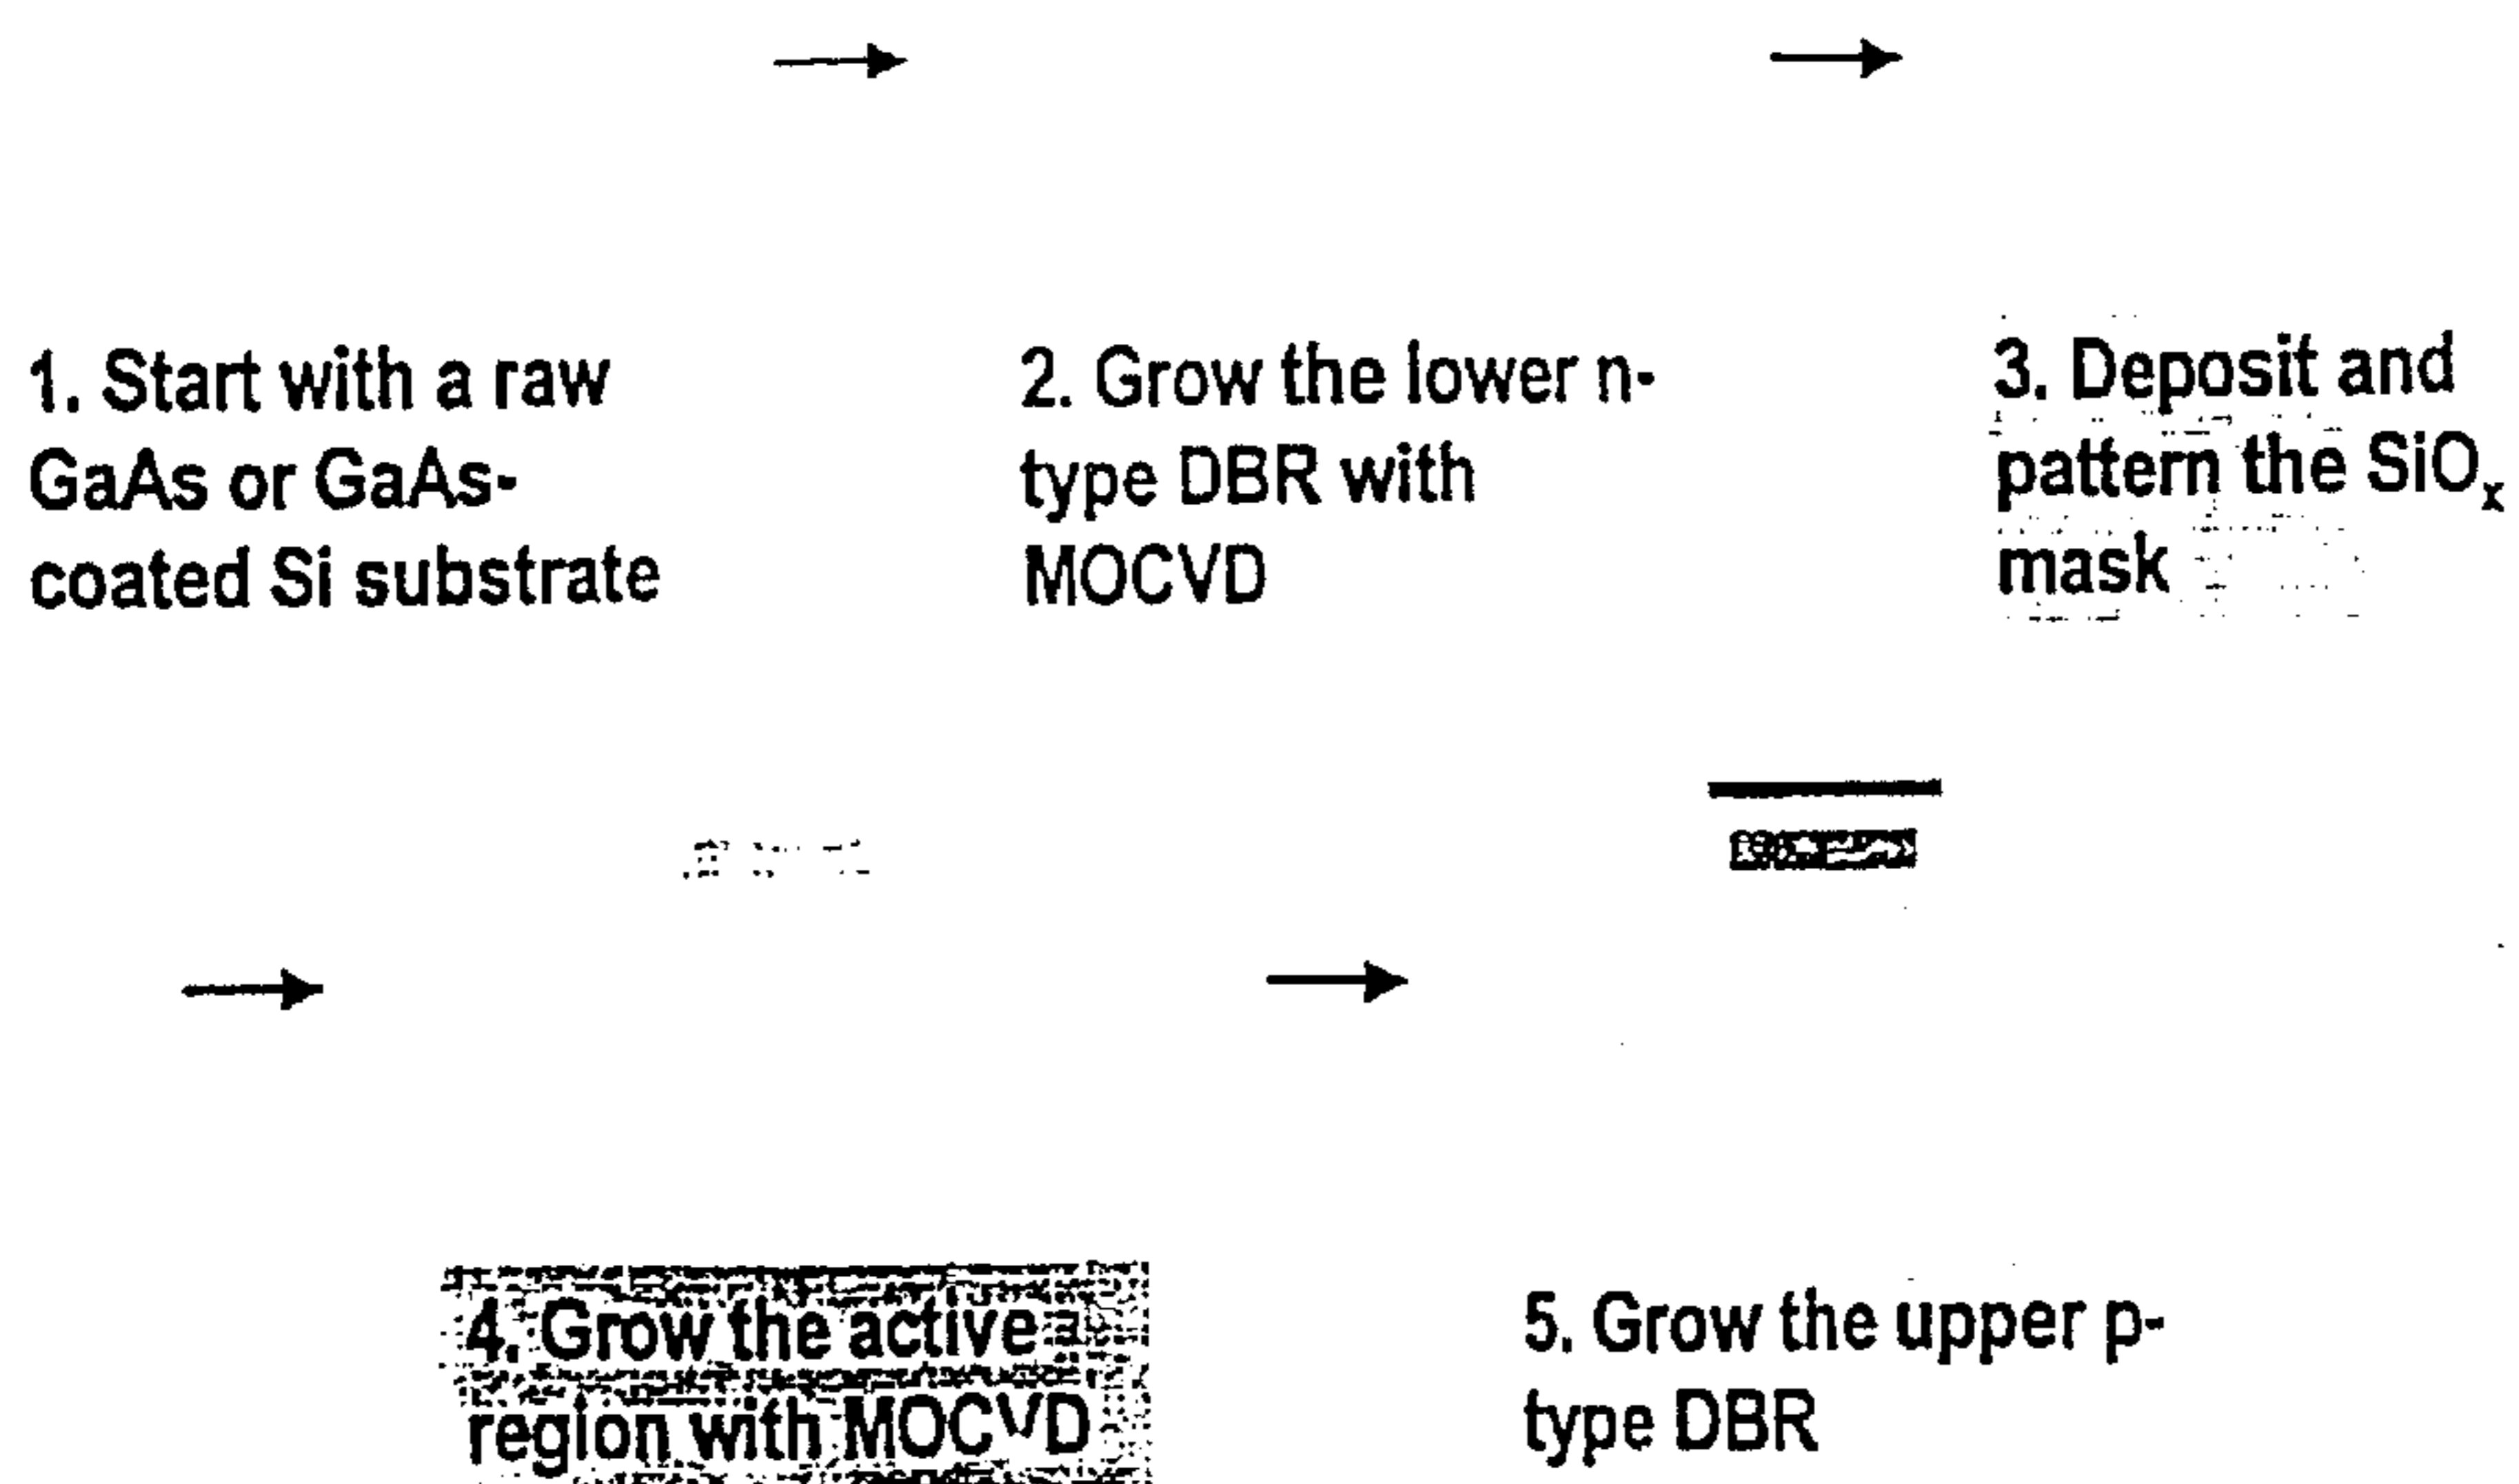 1. Start with a raw
GaAs or GaAs-
coated Si substrate
2. Grow the lower n-
type DBR with
MOCVD
3. Deposit and
pattern the SiOx
mask
4. Grow the active
region with MOCVD
5. Grow the upper p-
type DBR